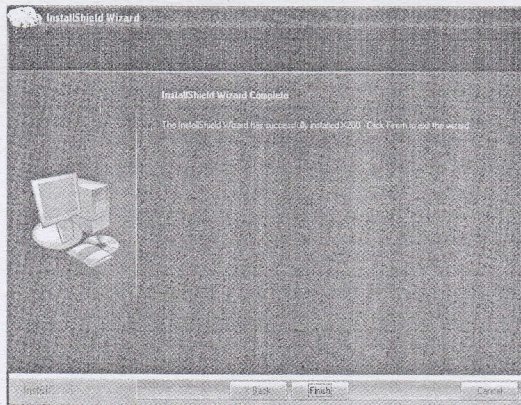 InstallShield Wizard
InstallShield Wizard Complete
The InstallShield Wizard has successfully installed X200. Click Finish to exit the wizard.
< Back
Finish
Cancel